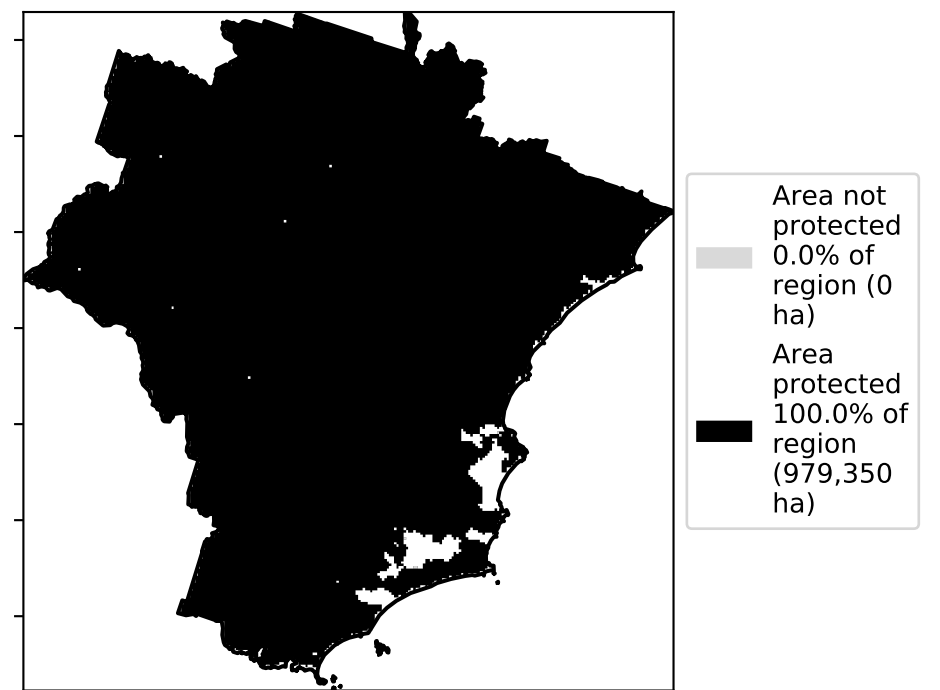 Area not
protected
0.0% of
region (0
ha)
Area
protected
100.0% of
region
(979,350
ha)